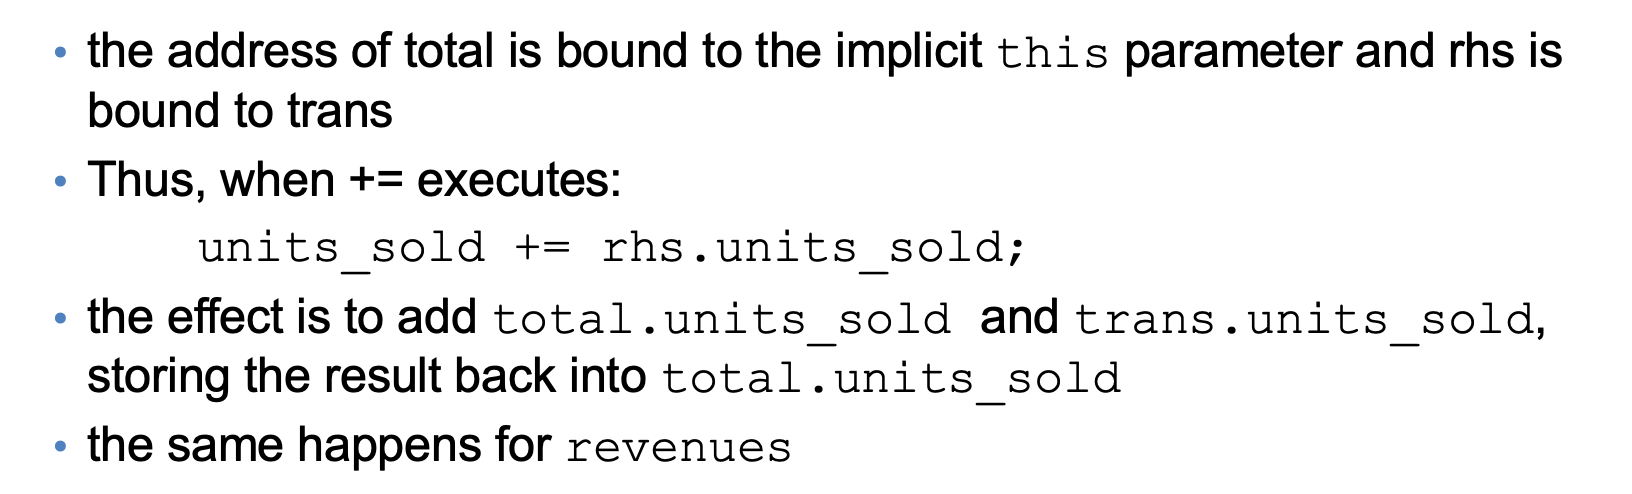 • the address of total is bound to the implicit this parameter and rhs is
bound to trans
• Thus, when += executes:
units_sold += rhs.units_sold;
• the effect is to add total.units_sold and trans.units_sold,
storing the result back into total.units_sold
• the same happens for revenues